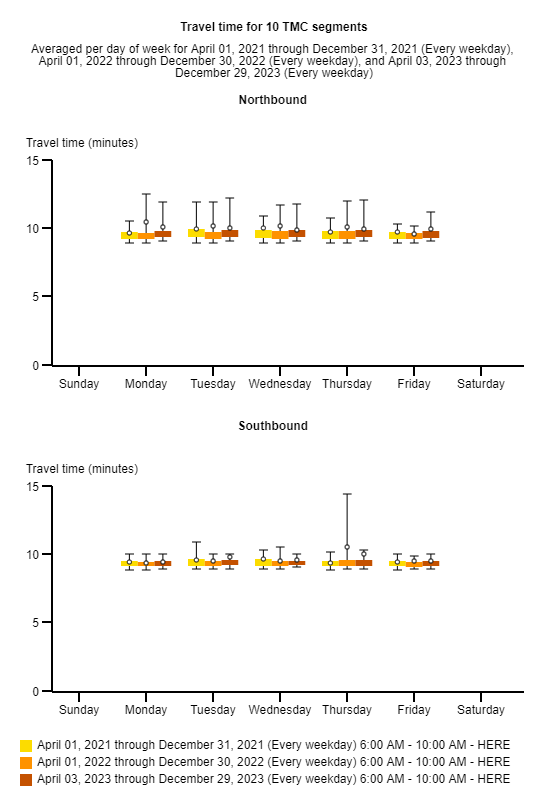 Travel time for 10 TMC segments
Averaged per day of week for April 01, 2021 through December 31, 2021 (Every weekday),
April 01, 2022 through December 30, 2022 (Every weekday), and April 03, 2023 through
December 29, 2023 (Every weekday)
Northbound
Travel time (minutes)
15
10
5
0
Sunday Monday Tuesday Wednesday Thursday Friday Saturday
Southbound
Travel time (minutes)
15
10
5
0
Sunday Monday Tuesday Wednesday Thursday Friday Saturday
April 01, 2021 through December 31, 2021 (Every weekday) 6:00 AM - 10:00 AM - HERE
April 01, 2022 through December 30, 2022 (Every weekday) 6:00 AM - 10:00 AM - HERE
April 03, 2023 through December 29, 2023 (Every weekday) 6:00 AM - 10:00 AM - HERE